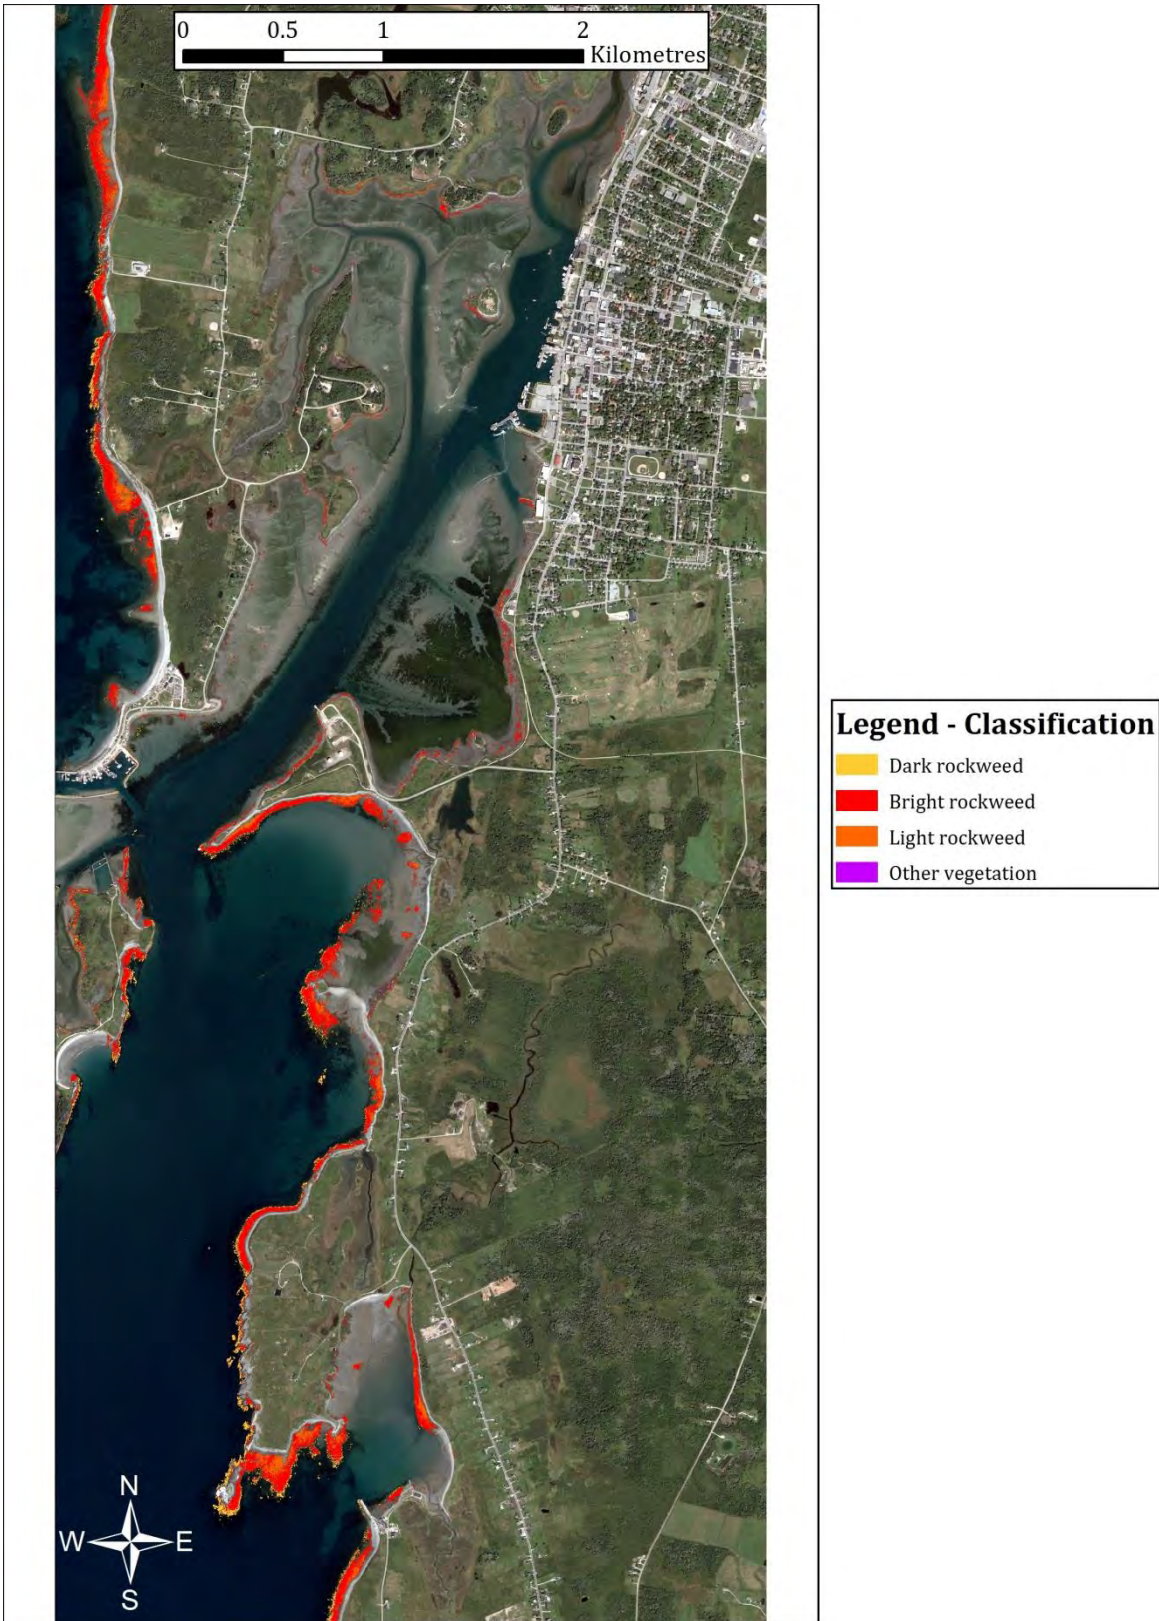 0 0.5 1 2
Kilometres
Legend - Classification
Dark rockweed
Bright rockweed
Light rockweed
Other vegetation
N
W E
S